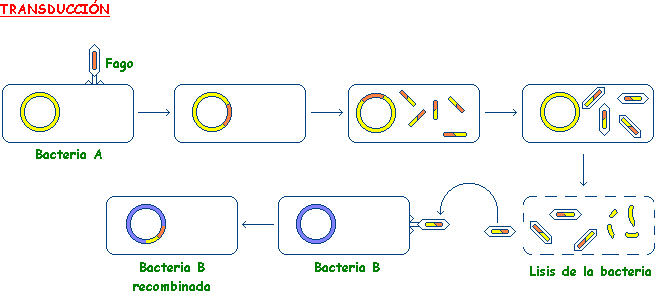 TRANSDUCCIÓN
Fago
Bacteria A
Bacteria B
recombinada
Bacteria B
Lisis de la bacteria